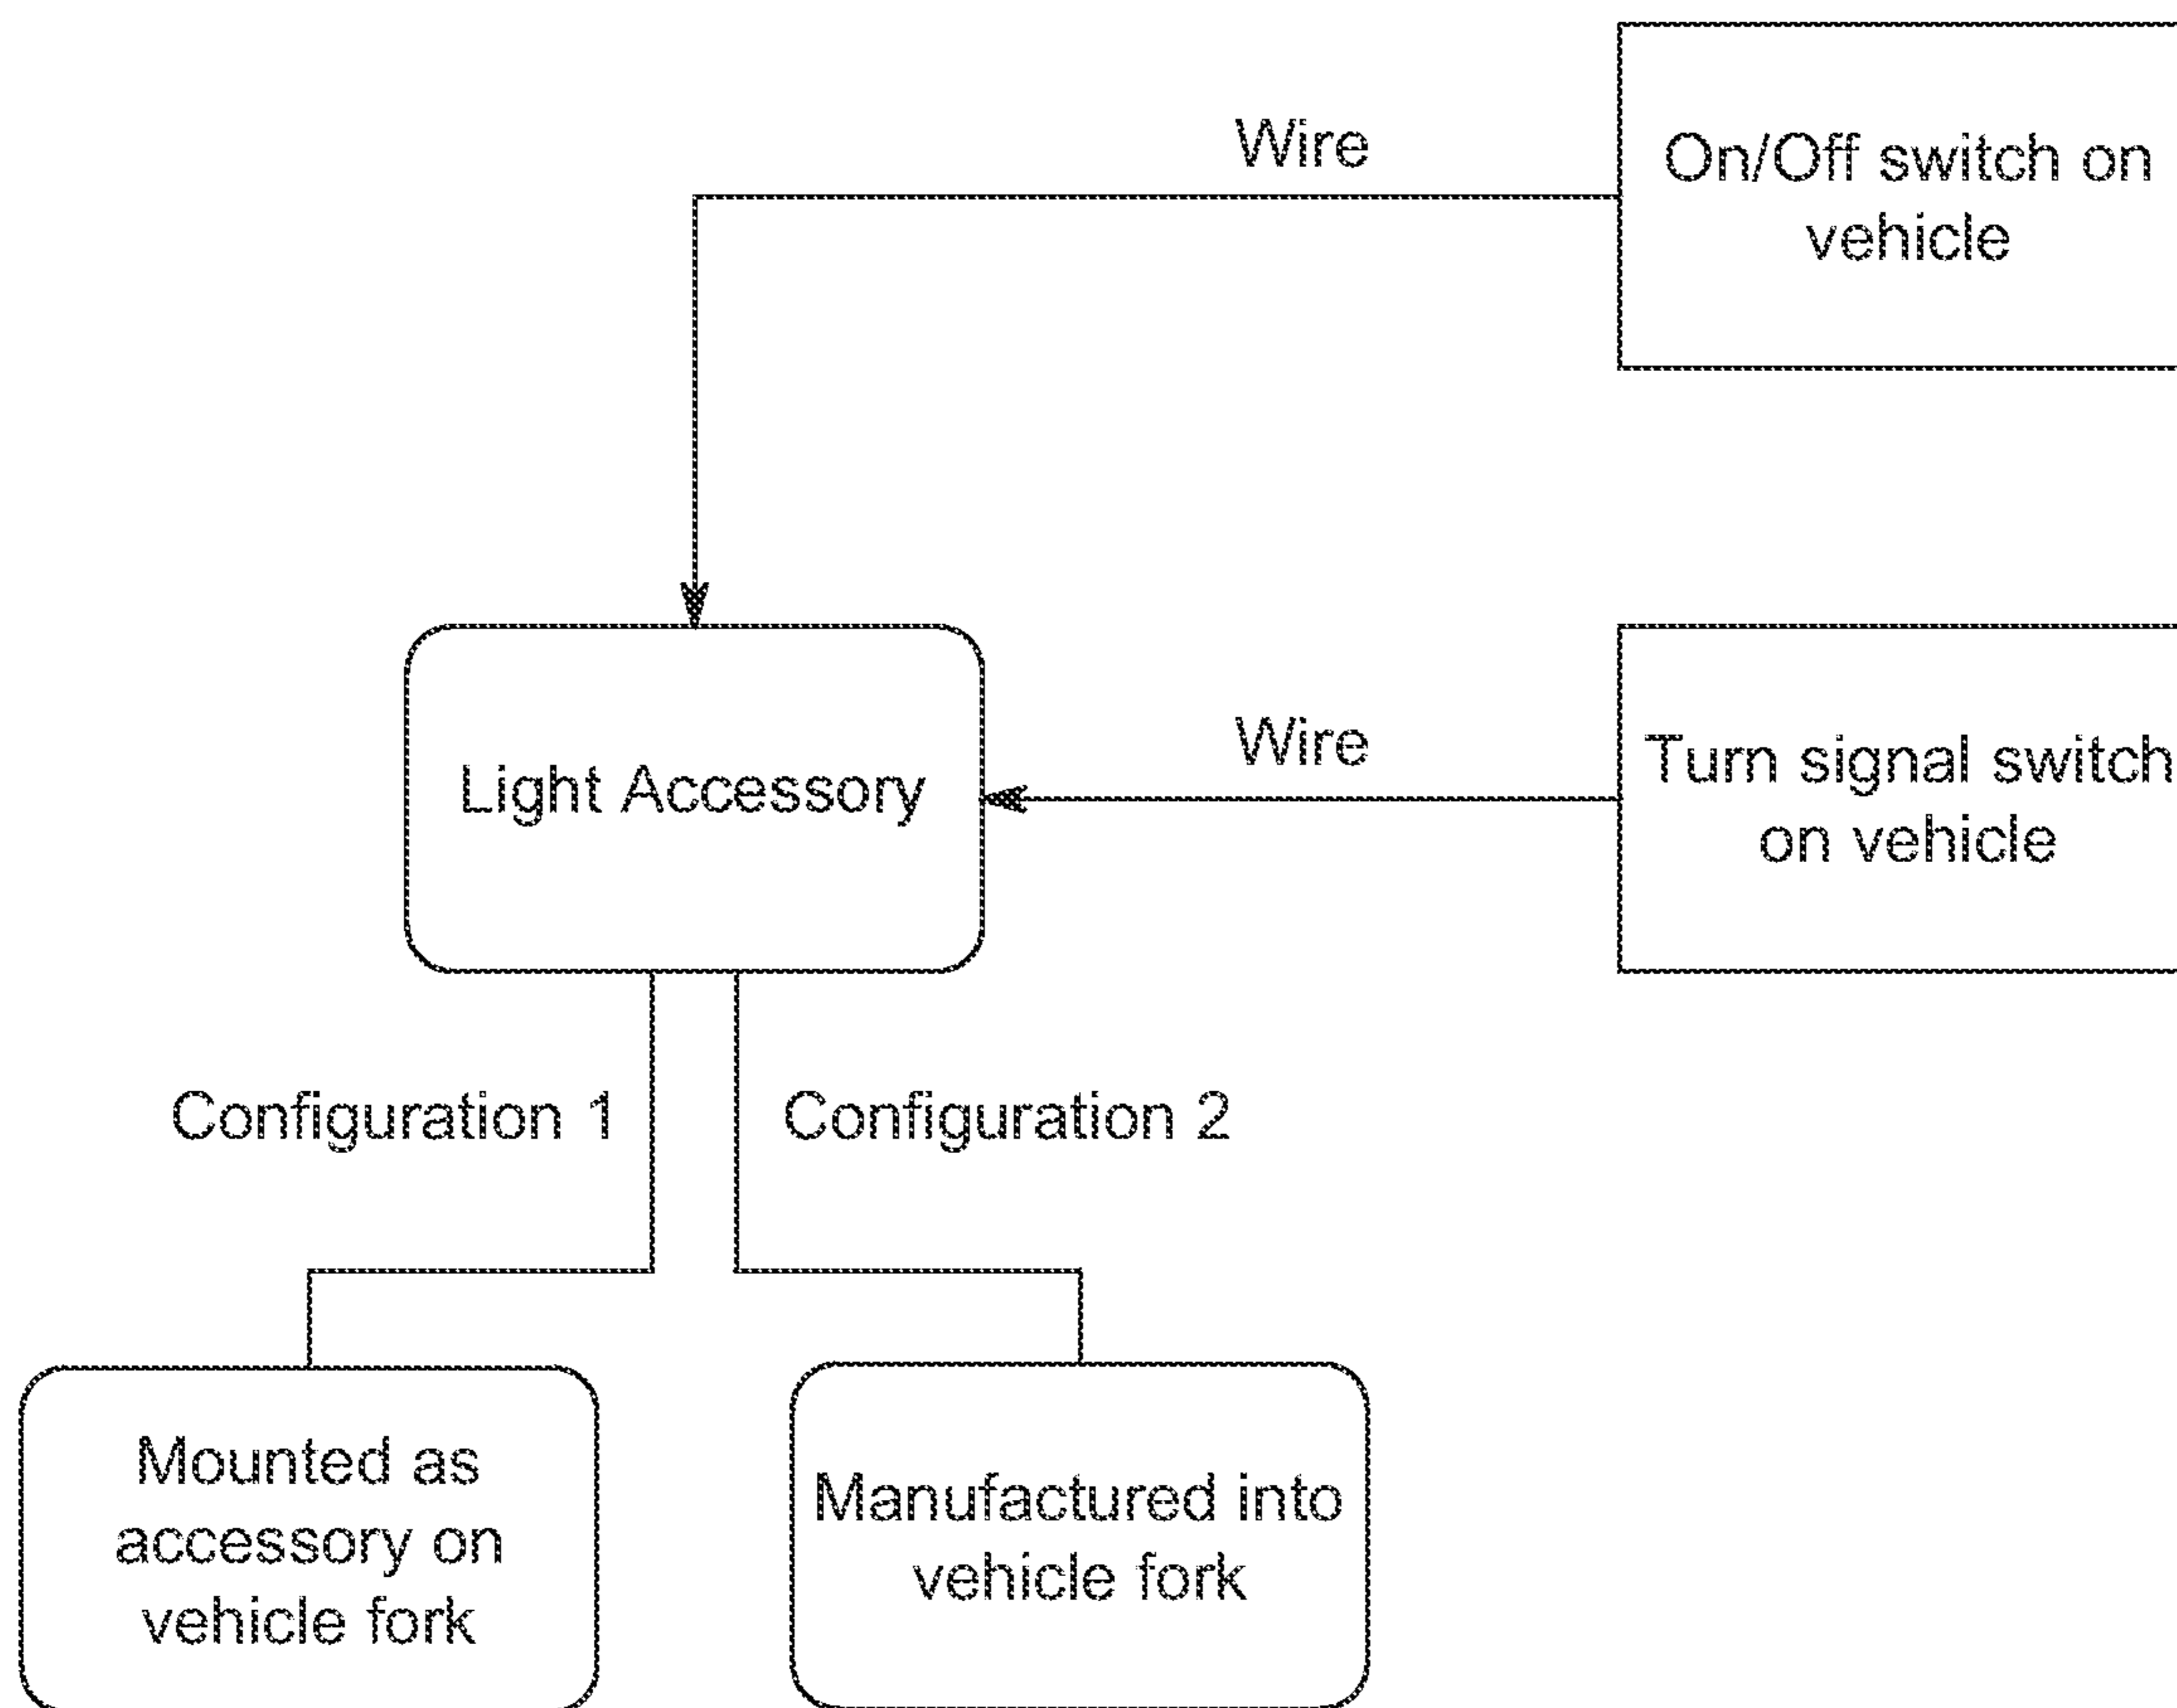 Wire
On/Off switch on
vehicle
Wire
Turn signal switch
on vehicle
Light Accessory
Configuration 1
Configuration 2
Mounted as
accessory on
vehicle fork
Manufactured into
vehicle fork